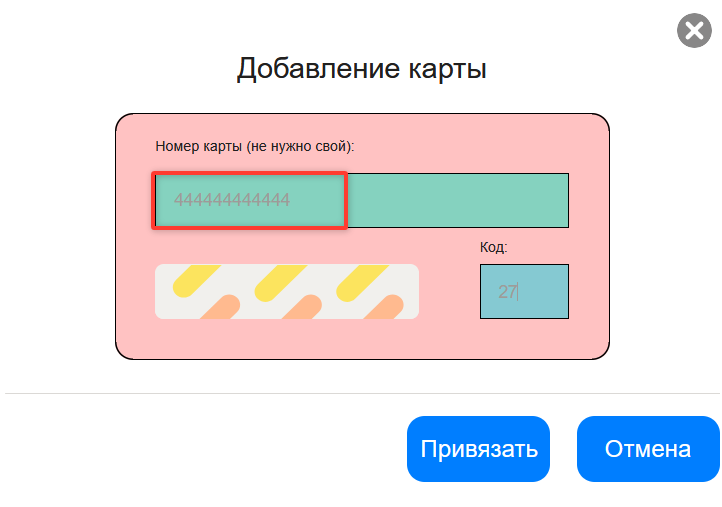 Добавление карты
Номер карты (не нужно свой):
444444444444
Код:
27
Привязать
Отмена